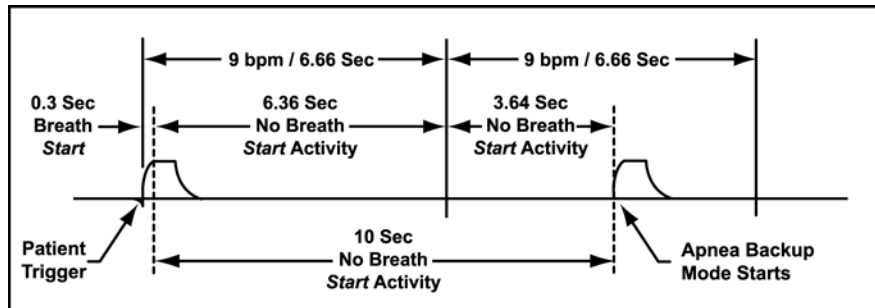 9 bpm / 6.66 Sec
9 bpm / 6.66 Sec
0.3 Sec
Breath
Start
6.36 Sec
No Breath
Start Activity
3.64 Sec
No Breath
Start Activity
Patient
Trigger
10 Sec
No Breath
Start Activity
Apnea Backup
Mode Starts